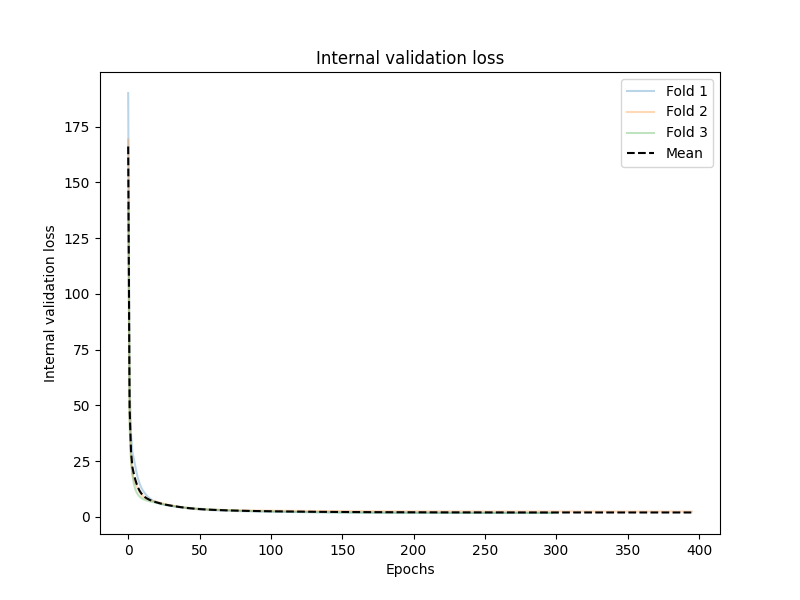 Internal validation loss
Fold 1
Fold 2
Fold 3
Mean
Internal validation loss
175
150
125
100
75
50
25
0
0 50 100 150 200 250 300 350 400
Epochs